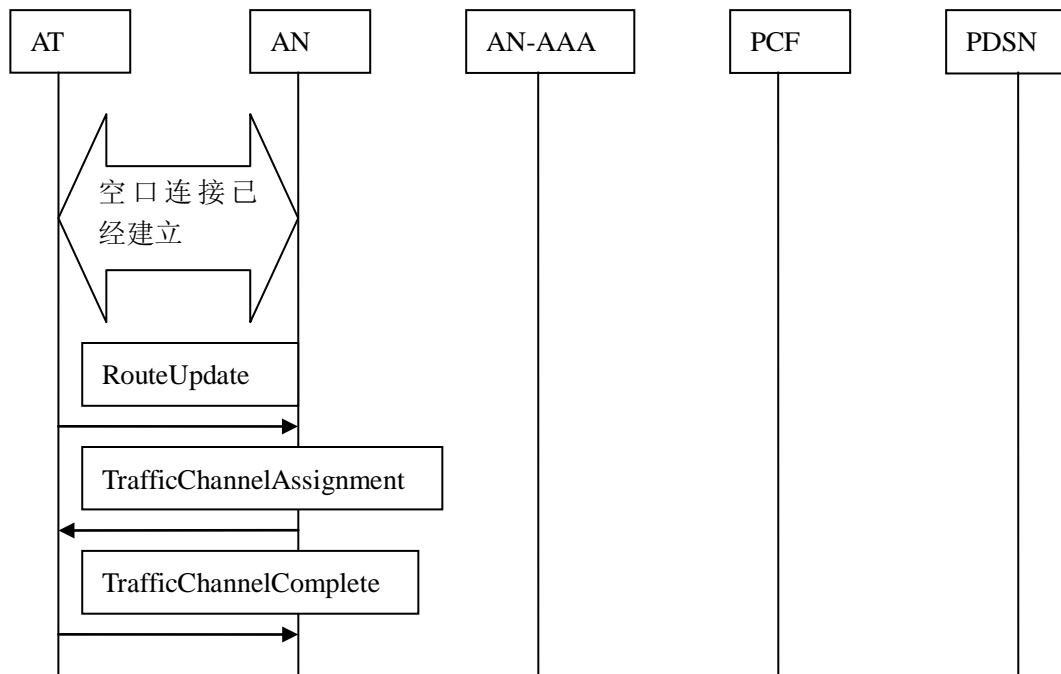 AT
AN
AN-AAA
PCF
PDSN
空口连接已
经建立
RouteUpdate
TrafficChannelAssignment
TrafficChannelComplete